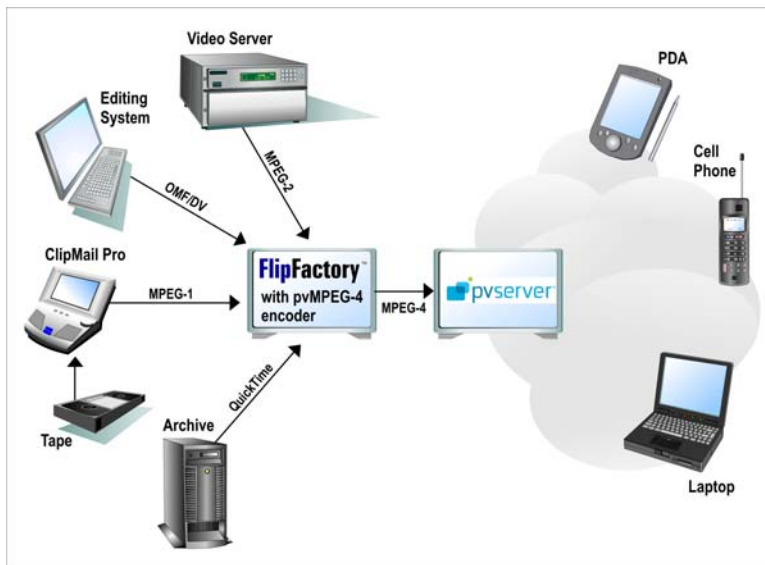 Video Server
PDA
Editing
System
Cell
Phone
MPEG-2
OMF/DV
ClipMail Pro
FlipFactory™
with pvMPEG-4
encoder
pvserver
MPEG-1
MPEG-4
QuickTime
Tape
Archive
Laptop